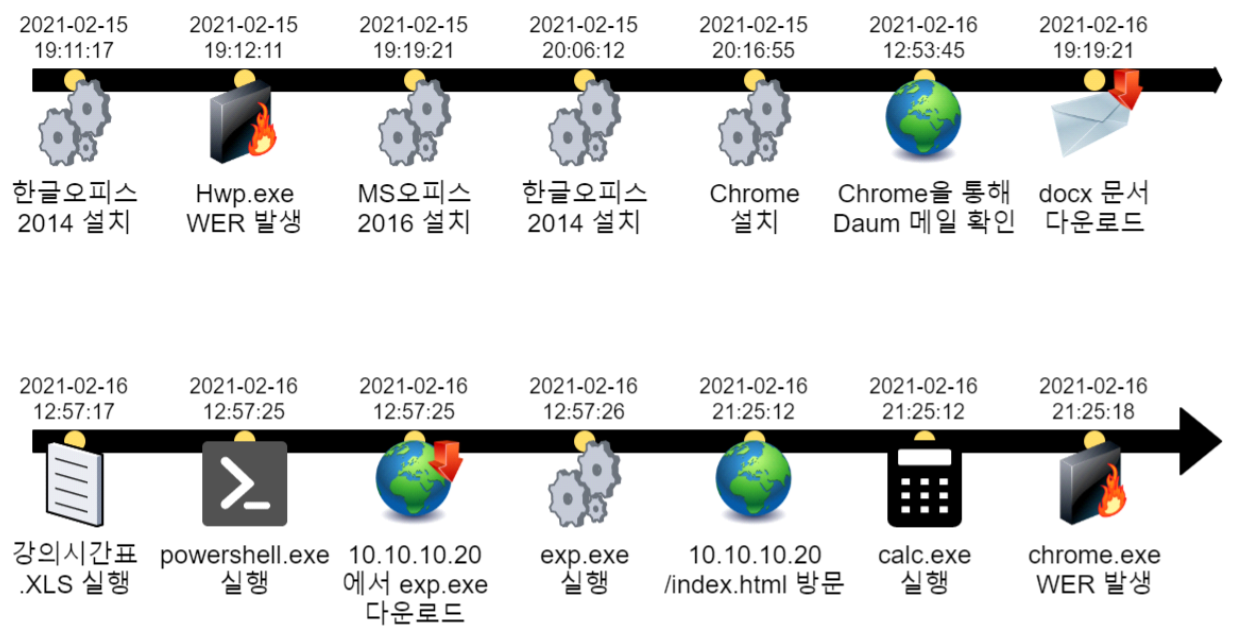 2021-02-15
19:11:17
2021-02-15
19:12:11
2021-02-15
19:19:21
2021-02-15
20:06:12
2021-02-15
20:16:55
2021-02-16
12:53:45
2021-02-16
19:19:21
한글오피스
2014 설치
Hwp.exe
WER 발생
MS오피스
2016 설치
한글오피스
2014 설치
Chrome
설치
Chrome을 통해
Daum 메일 확인
docx 문서
다운로드
2021-02-16
12:57:17
2021-02-16
12:57:25
2021-02-16
12:57:25
2021-02-16
12:57:26
2021-02-16
21:25:12
2021-02-16
21:25:12
2021-02-16
21:25:18
강의시간표
.XLS 실행
powershell.exe
실행
10.10.10.20
에서 exp.exe
다운로드
exp.exe
실행
10.10.10.20
/index.html 방문
calc.exe
실행
chrome.exe
WER 발생